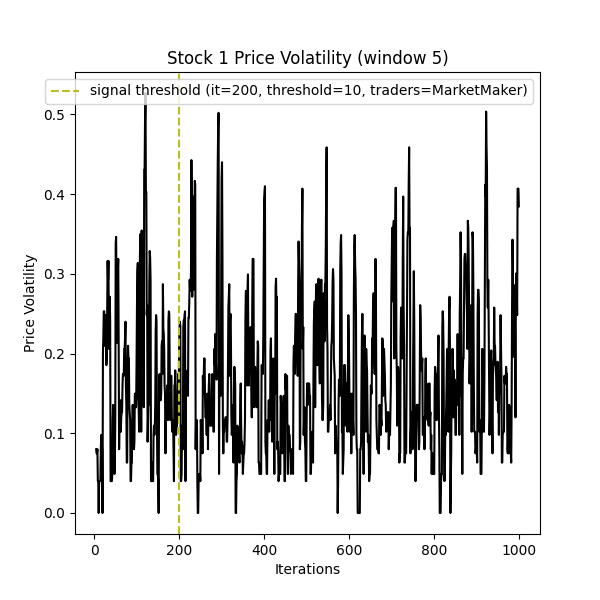 Stock 1 Price Volatility (window 5)
signal threshold (it=200, threshold=10, traders=MarketMaker)
0.5
0.4
0.3
0.2
0.1
0.0
Price Volatility
0 200 400 600 800 1000
Iterations